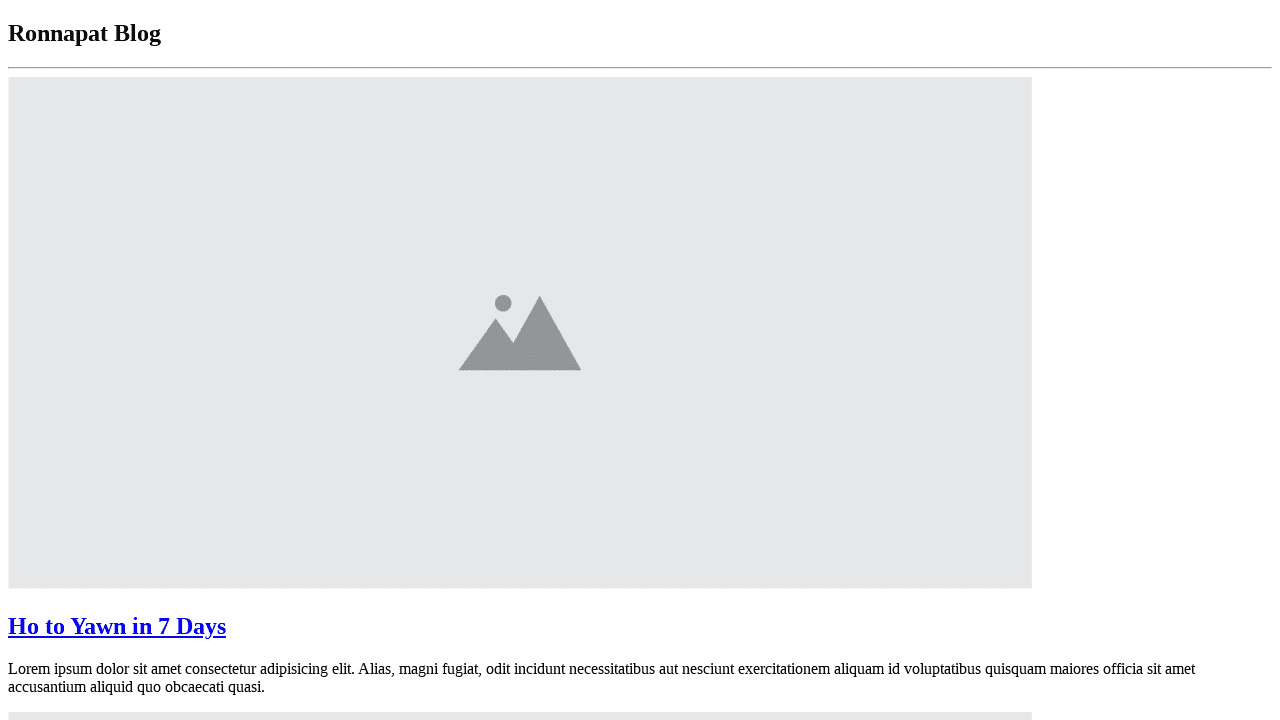 Ronnapat Blog
Ho to Yawn in 7 Days
Lorem ipsum dolor sit amet consectetur adipisicing elit. Alias, magni fugiat, odit incidunt necessitatibus aut nesciunt exercitationem aliquam id voluptatibus quisquam maiores officia sit amet
accusantium aliquid quo obcaecati quasi.